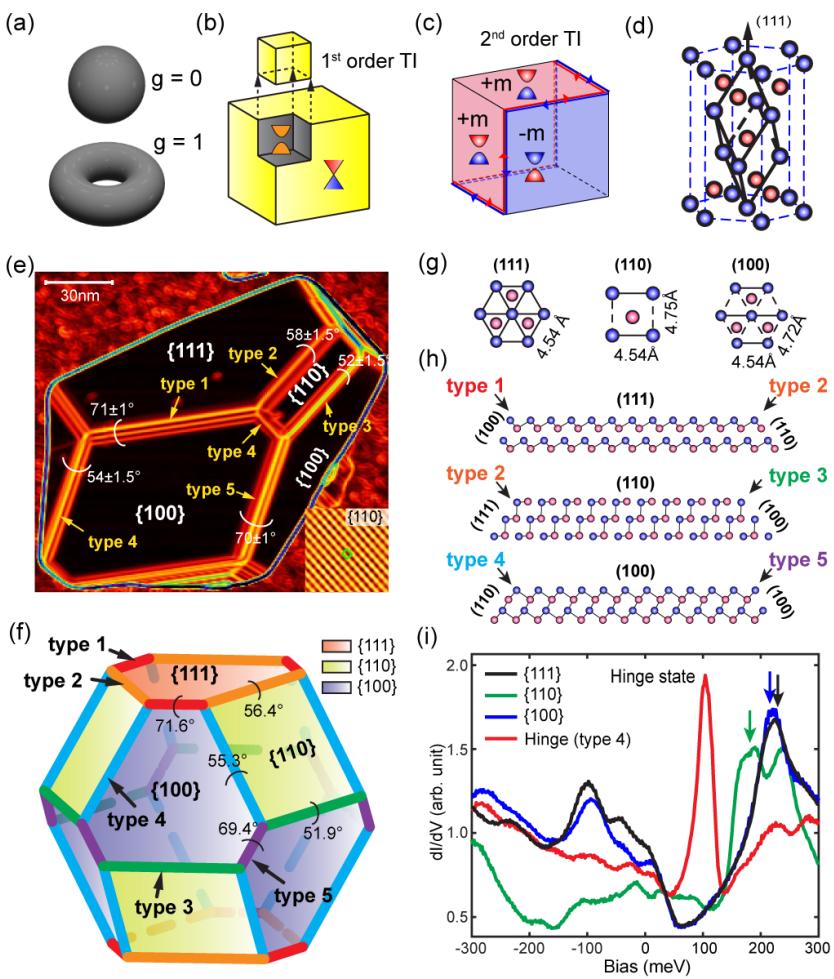 (a)
g = 0
g = 1
(b)
1st order TI
(c)
2nd order TI
+m
+m
-m
(d)
(111)
(e)
30nm
{111}
58±1.5°
type 2
52±1.5°
{110}
type 1
71±1°
type 3
type 4
{100}
54±1.5°
type 5
{100}
{110}
type 4
70±1°
(f)
type 1
type 2
{111}
{111}
{110}
{100}
71.6°
56.4°
{110}
55.3°
{100}
type 4
69.4°
51.9°
type 5
type 3
(g)
(111)
(110)
(100)
4.54 Å
4.75Å
4.54Å
4.54Å
4.72Å
(h)
type 1
(111)
type 2
(100)
(110)
type 2
(110)
type 3
(111)
(100)
type 4
(100)
type 5
(110)
(100)
(i)
2.0
1.5
1.0
0.5
dI/dV (arb. unit)
{111}
{110}
{100}
Hinge (type 4)
Hinge state
-300
-200
-100
0
100
200
300
Bias (meV)